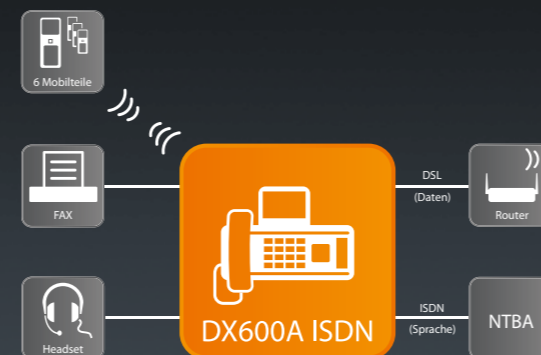 6 Mobilteile
FAX
DSL
(Daten)
Router
DX600A ISDN
ISDN
(Sprache)
NTBA
Headset